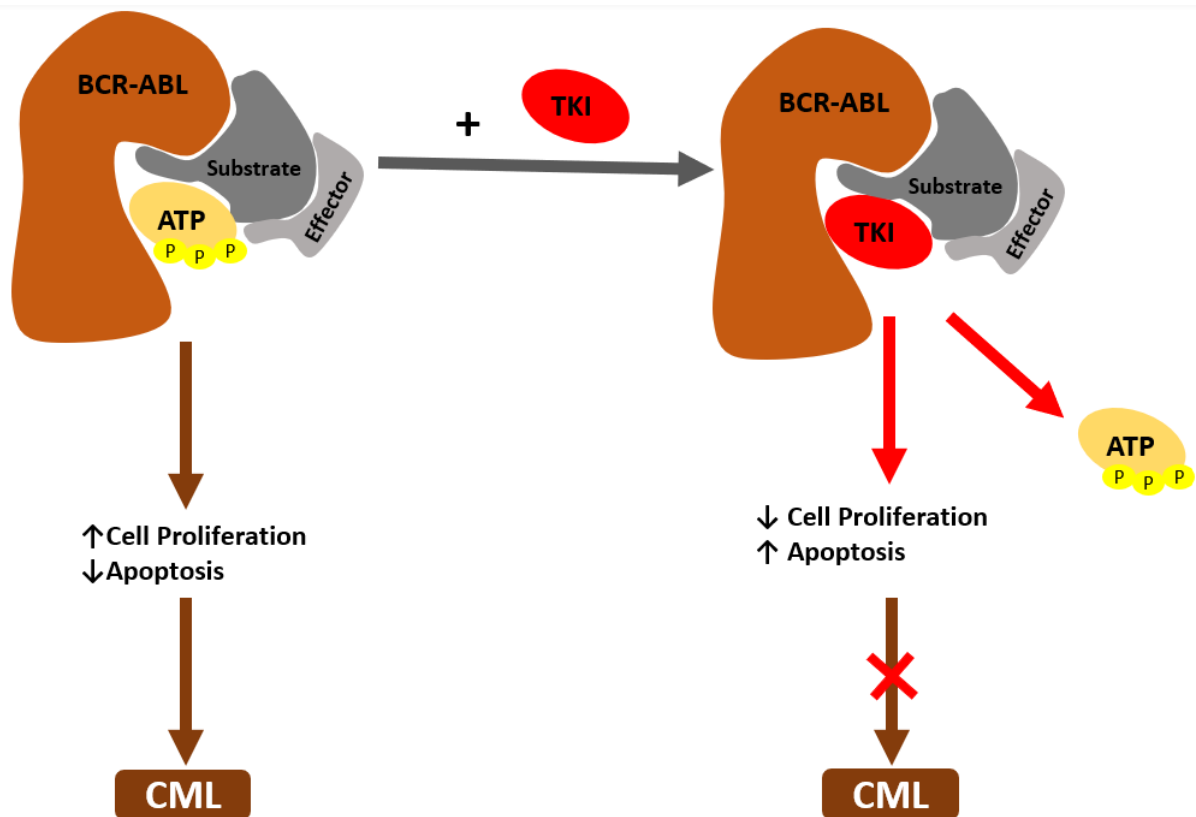 BCR-ABL
Substrate
Effector
ATP
P P P
+
TKI
BCR-ABL
Substrate
Effector
TKI
ATP
P P P
↑Cell Proliferation
↓Apoptosis
↓ Cell Proliferation
↑ Apoptosis
CML
CML